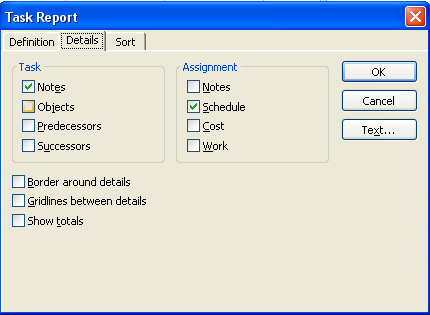 Task Report
Definition Details Sort
Task
Notes
Objects
Predecessors
Successors
Assignment
Notes
Schedule
Cost
Work
OK
Cancel
Text...
Border around details
Gridlines between details
Show totals